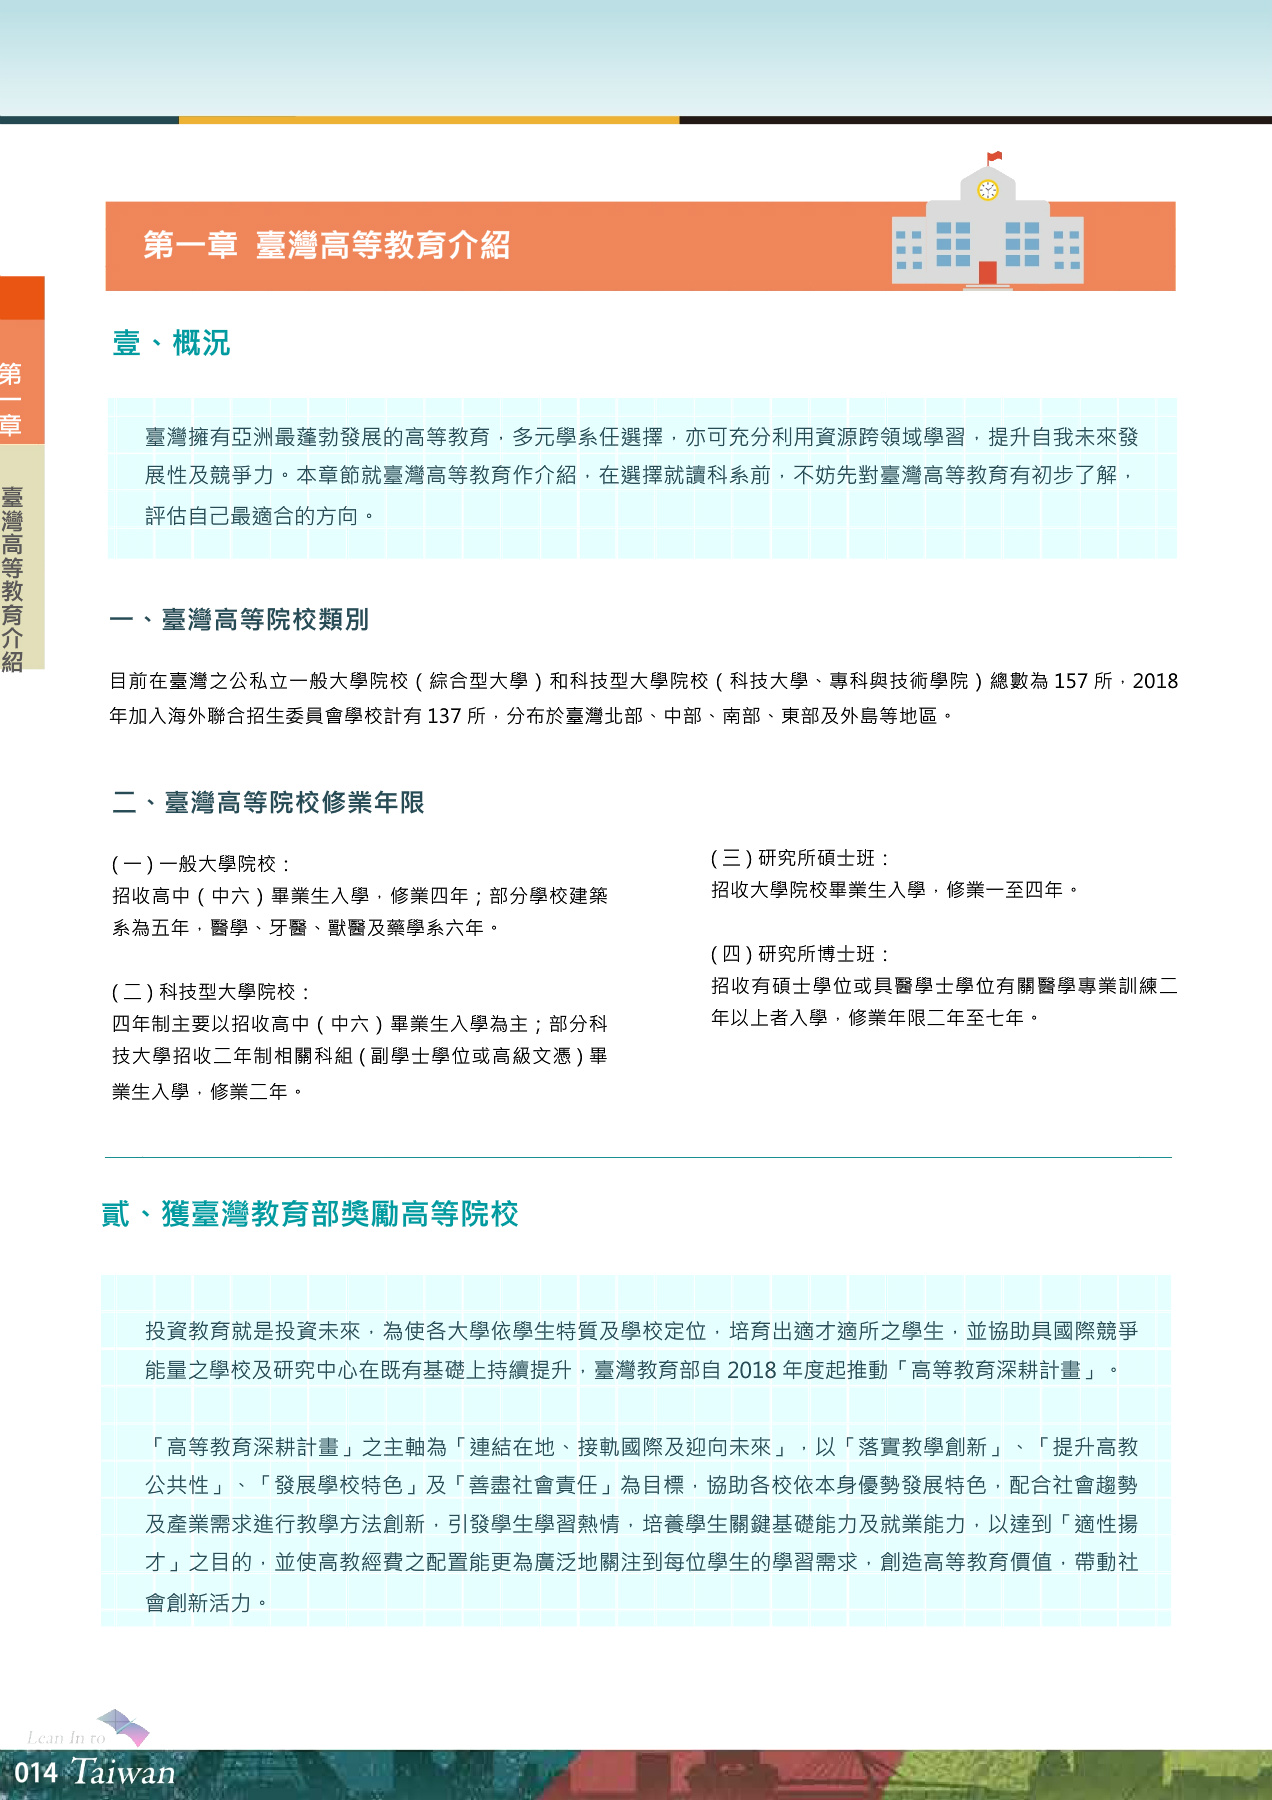 第一章 臺灣高等教育介紹
第一章
臺灣高等教育介紹
壹、概況
臺灣擁有亞洲最蓬勃發展的高等教育，多元學系任選擇，亦可充分利用資源跨領域學習，提升自我未來發
展性及競爭力。本章節就臺灣高等教育作介紹，在選擇就讀科系前，不妨先對臺灣高等教育有初步了解，
評估自己最適合的方向。
一、臺灣高等院校類別
目前在臺灣之公私立一般大學院校（綜合型大學）和科技型大學院校（科技大學、專科與技術學院）總數為 157 所，2018
年加入海外聯合招生委員會學校計有 137 所，分布於臺灣北部、中部、南部、東部及外島等地區。
二、臺灣高等院校修業年限
(一) 一般大學院校：
招收高中（中六）畢業生入學，修業四年；部分學校建築
系為五年，醫學、牙醫、獸醫及藥學系六年。
(二) 科技型大學院校：
四年制主要以招收高中（中六）畢業生入學為主；部分科
技大學招收二年制相關科組 (副學士學位或高級文憑) 畢
業生入學，修業二年。
(三) 研究所碩士班：
招收大學院校畢業生入學，修業一至四年。
(四) 研究所博士班：
招收有碩士學位或具醫學士學位有關醫學專業訓練二
年以上者入學，修業年限二年至七年。
貳、獲臺灣教育部獎勵高等院校
投資教育就是投資未來，為使各大學依學生特質及學校定位，培育出適才適所之學生，並協助具國際競爭
能量之學校及研究中心在既有基礎上持續提升，臺灣教育部自 2018 年度起推動「高等教育深耕計畫」。
「高等教育深耕計畫」之主軸為「連結在地、接軌國際及迎向未來」，以「落實教學創新」、「提升高教
公共性」、「發展學校特色」及「善盡社會責任」為目標，協助各校依本身優勢發展特色，配合社會趨勢
及產業需求進行教學方法創新，引發學生學習熱情，培養學生關鍵基礎能力及就業能力，以達到「適性揚
才」之目的，並使高教經費之配置能更為廣泛地關注到每位學生的學習需求，創造高等教育價值，帶動社
會創新活力。
Lean In to
014 Taiwan